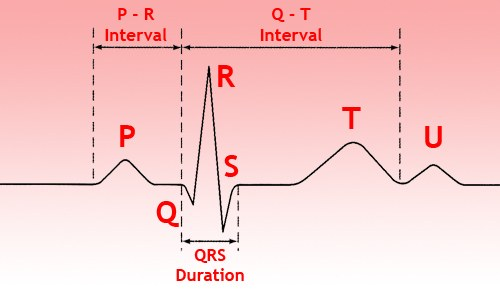 P - R
Interval
Q - T
Interval
R
P
S
T
U
Q
QRS
Duration